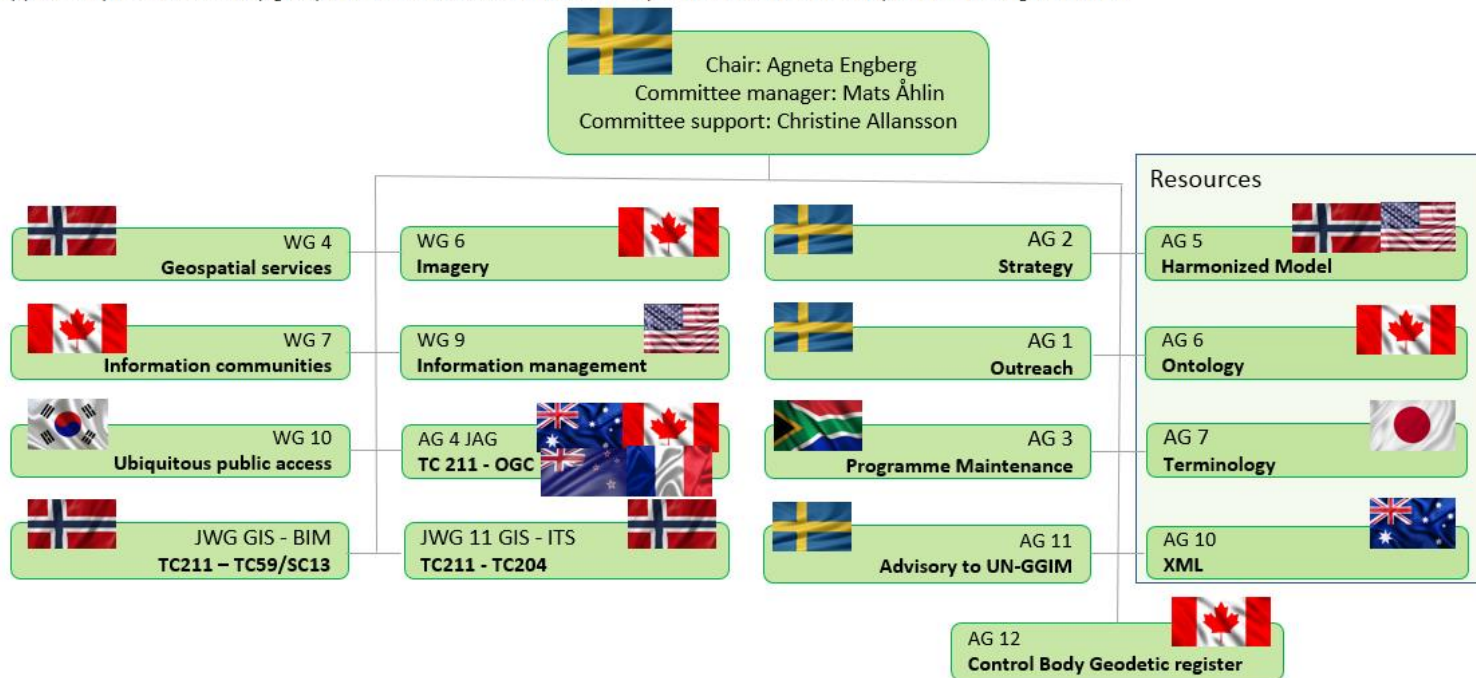 Chair: Agneta Engberg
Committee manager: Mats Åhlin
Committee support: Christine Allansson
Resources
WG 4
Geospatial services
WG 6
Imagery
AG 2
Strategy
AG 5
Harmonized Model
WG 7
Information communities
WG 9
Information management
AG 1
Outreach
AG 6
Ontology
WG 10
Ubiquitous public access
AG 4 JAG
TC 211 - OGC
AG 3
Programme Maintenance
AG 7
Terminology
JWG GIS - BIM
TC211 – TC59/SC13
JWG 11 GIS - ITS
TC211 - TC204
AG 11
Advisory to UN-GGIM
AG 10
XML
AG 12
Control Body Geodetic register